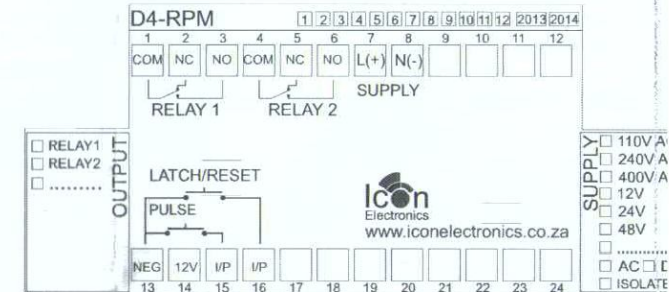 D4-RPM 1 2 3 4 5 6 7 8 9 10 11 12 2013 2014
1 2 3 4 5 6 7 8 9 10 11 12
COM NC NO COM NC NO L(+) N(-)
RELAY 1 RELAY 2 SUPPLY
OUTPUT
RELAY1
RELAY2
..........
LATCH/RESET
PULSE
Icon
Electronics
www.iconelectronics.co.za
SUPPLY
110V A
240V A
400V A
12V
24V
48V
AC
ISOLATE
NEG 12V I/P I/P
13 14 15 16 17 18 19 20 21 22 23 24